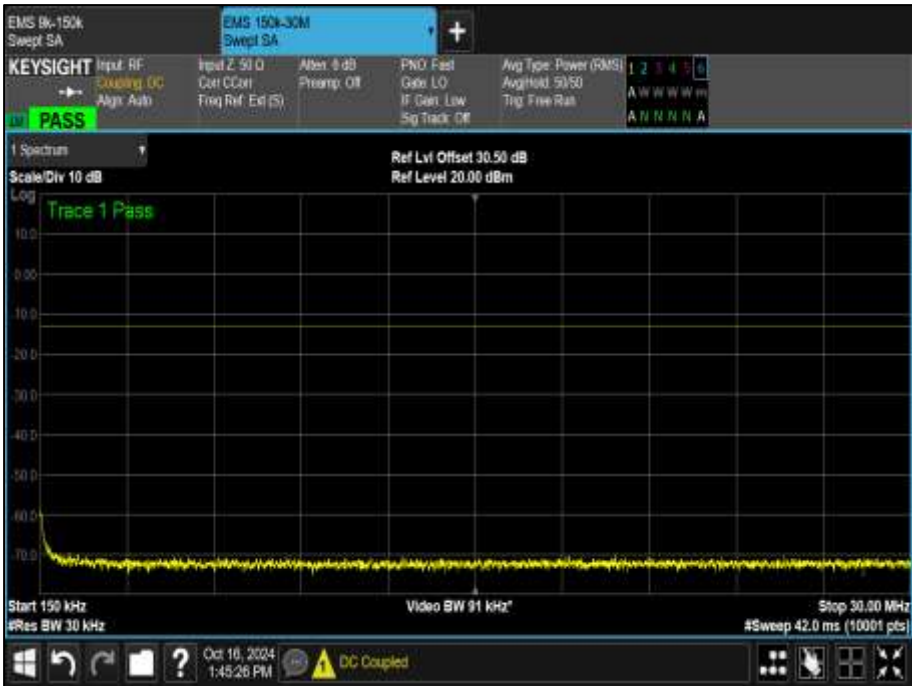 EMS 9k-150k
Swept SA
EMS 150k-30M
Swept SA
KEYSIGHT
Input: RF
Coupling: DC
Align: Auto
Input Z: 50 Ω
Corr CCorr
Freq Ref: Ext (S)
Atten: 6 dB
Preamp: Off
PNO: Fast
Gate: LO
IF Gain: Low
Sig Track: Off
Avg Type: Power (RMS)
Avg|Hold: 50/50
Trig: Free Run
1 2 3 4 5 6
A W W W W
A N N N N A
PASS
1 Spectrum
Scale/Div 10 dB
Ref Lvl Offset 30.50 dB
Ref Level 20.00 dBm
Log
Trace 1 Pass
10.0
0.00
-10.0
-20.0
-30.0
-40.0
-50.0
-60.0
-70.0
Start 150 kHz
Video BW 91 kHz*
Stop 30.00 MHz
#Res BW 30 kHz
#Sweep 42.0 ms (10001 pts)
?
Oct 16, 2024
1:45:26 PM
1
DC Coupled